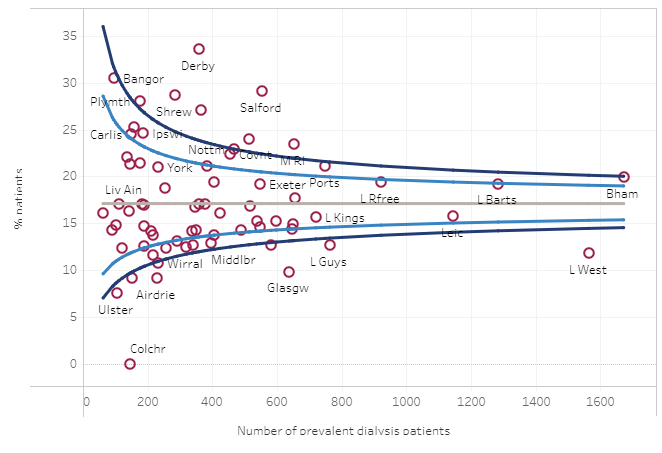 35
30
25
20
15
10
5
0
% patients
Derby
Bangor
Plymth
Shrew
Salford
Carlis
Ipswi
Nottm
Covnt
M RI
York
Liv Ain
Exeter
Ports
L Rfree
L Barts
Bham
L Kings
Leic
Wirral
Middlbr
L Guys
L West
Airdrie
Ulster
Glasgw
Colchr
0
200
400
600
800
1000
1200
1400
1600
Number of prevalent dialysis patients